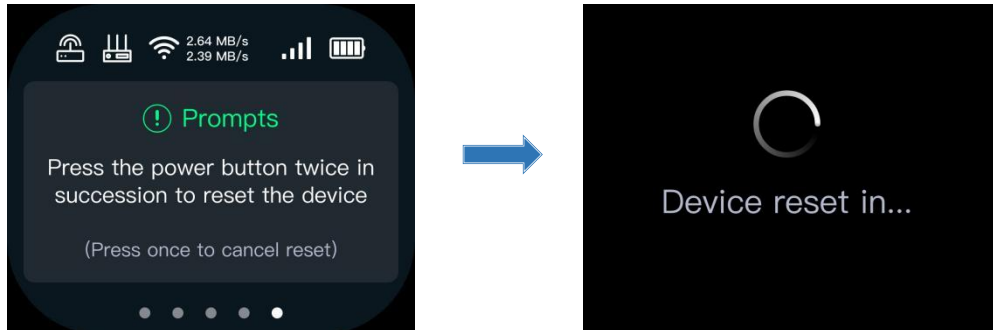 2.64 MB/s
2.39 MB/s
Prompts
Press the power button twice in
succession to reset the device
(Press once to cancel reset)
Device reset in...